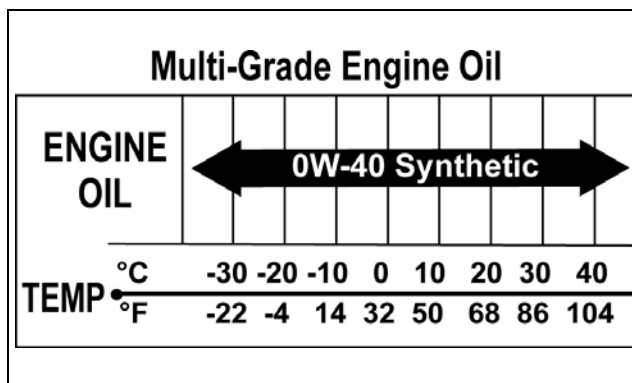 Multi-Grade Engine Oil
ENGINE
OIL
0W-40 Synthetic
°C -30 -20 -10 0 10 20 30 40
TEMP
°F -22 -4 14 32 50 68 86 104